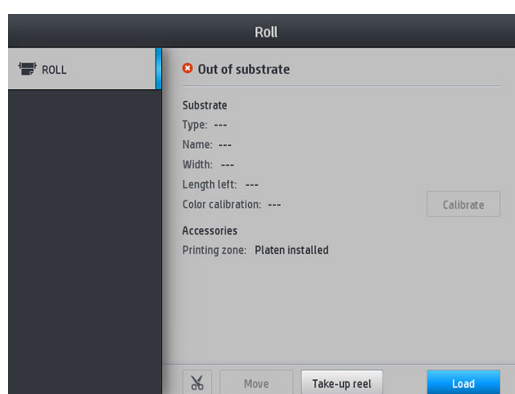 Roll
ROLL
Out of substrate
Substrate
Type: ---
Name: ---
Width: ---
Length left: ---
Color calibration: ---
Calibrate
Accessories
Printing zone: Platen installed
Move
Take-up reel
Load